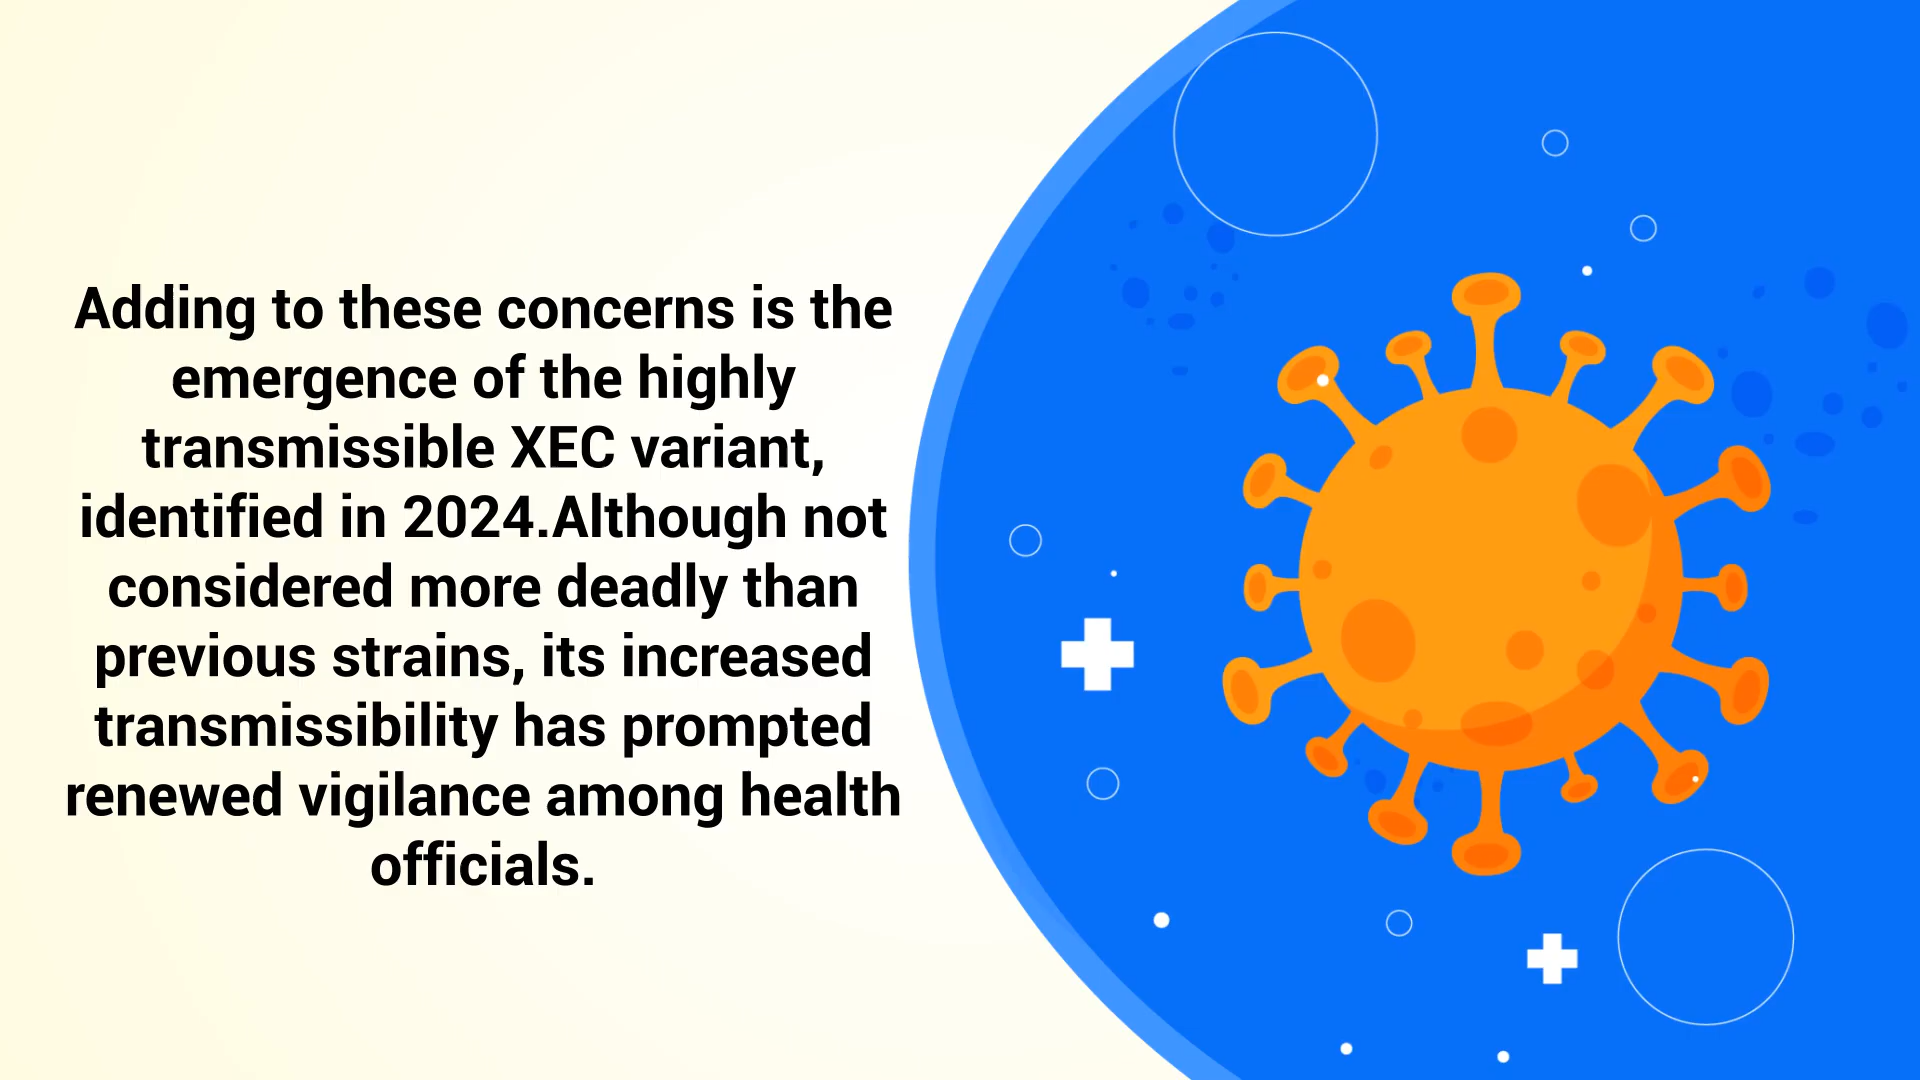 Adding to these concerns is the
emergence of the highly
transmissible XEC variant,
identified in 2024.Although not
considered more deadly than
previous strains, its increased
transmissibility has prompted
renewed vigilance among health
officials.